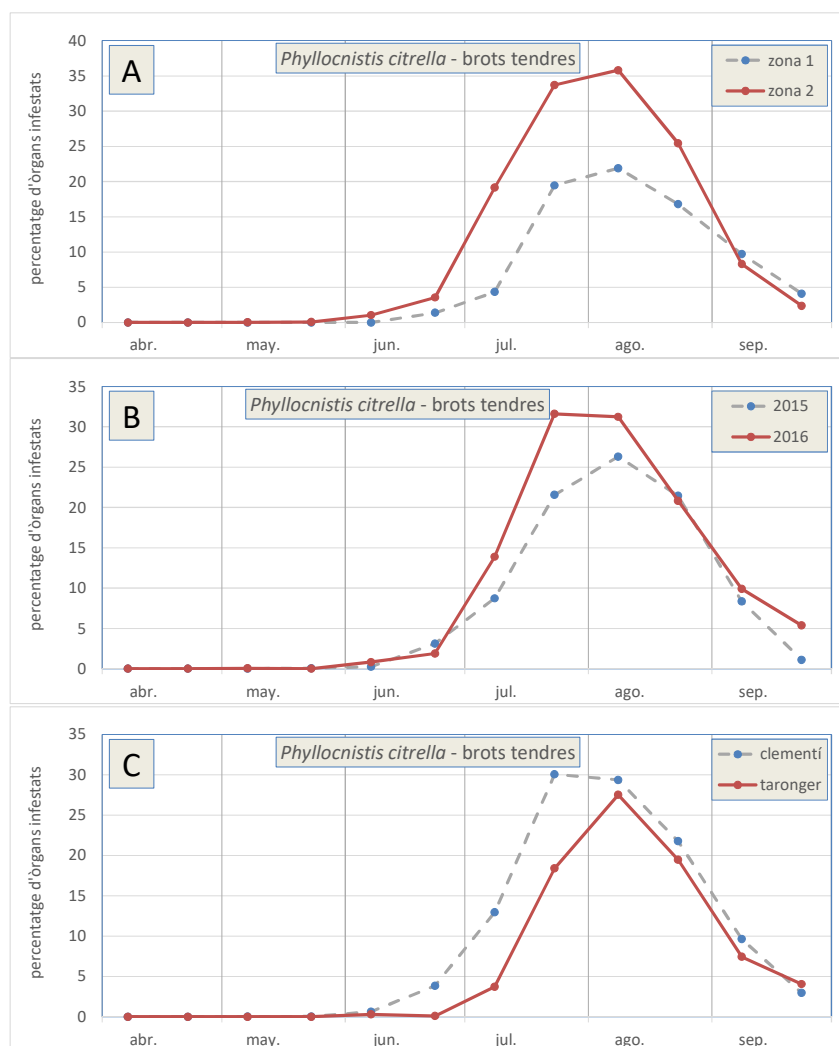 A
Phyllocnistis citrella - brots tendres
zona 1
zona 2
percentatge d'òrgans infestats
40
35
30
25
20
15
10
5
0
abr. may. jun. jul. ago. sep.
B
Phyllocnistis citrella - brots tendres
2015
2016
percentatge d'òrgans infestats
35
30
25
20
15
10
5
0
abr. may. jun. jul. ago. sep.
C
Phyllocnistis citrella - brots tendres
clementí
taronger
percentatge d'òrgans infestats
35
30
25
20
15
10
5
0
abr. may. jun. jul. ago. sep.